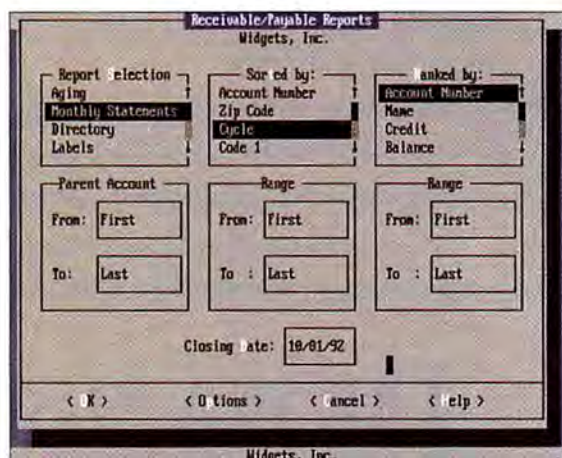 Receivable/Payable Reports
Widgets, Inc.
Report Selection
Aging
Monthly Statements
Directory
Labels
Sorted by:
Account Number
Zip Code
Cycle
Code 1
Ranked by:
Account Number
Name
Credit
Balance
Parent Account
From: First
To: Last
Range
From: First
To : Last
Range
From: First
To : Last
Closing Date: 10/01/92
< OK >
< Options >
< Cancel >
< Help >
Widgets, Inc.